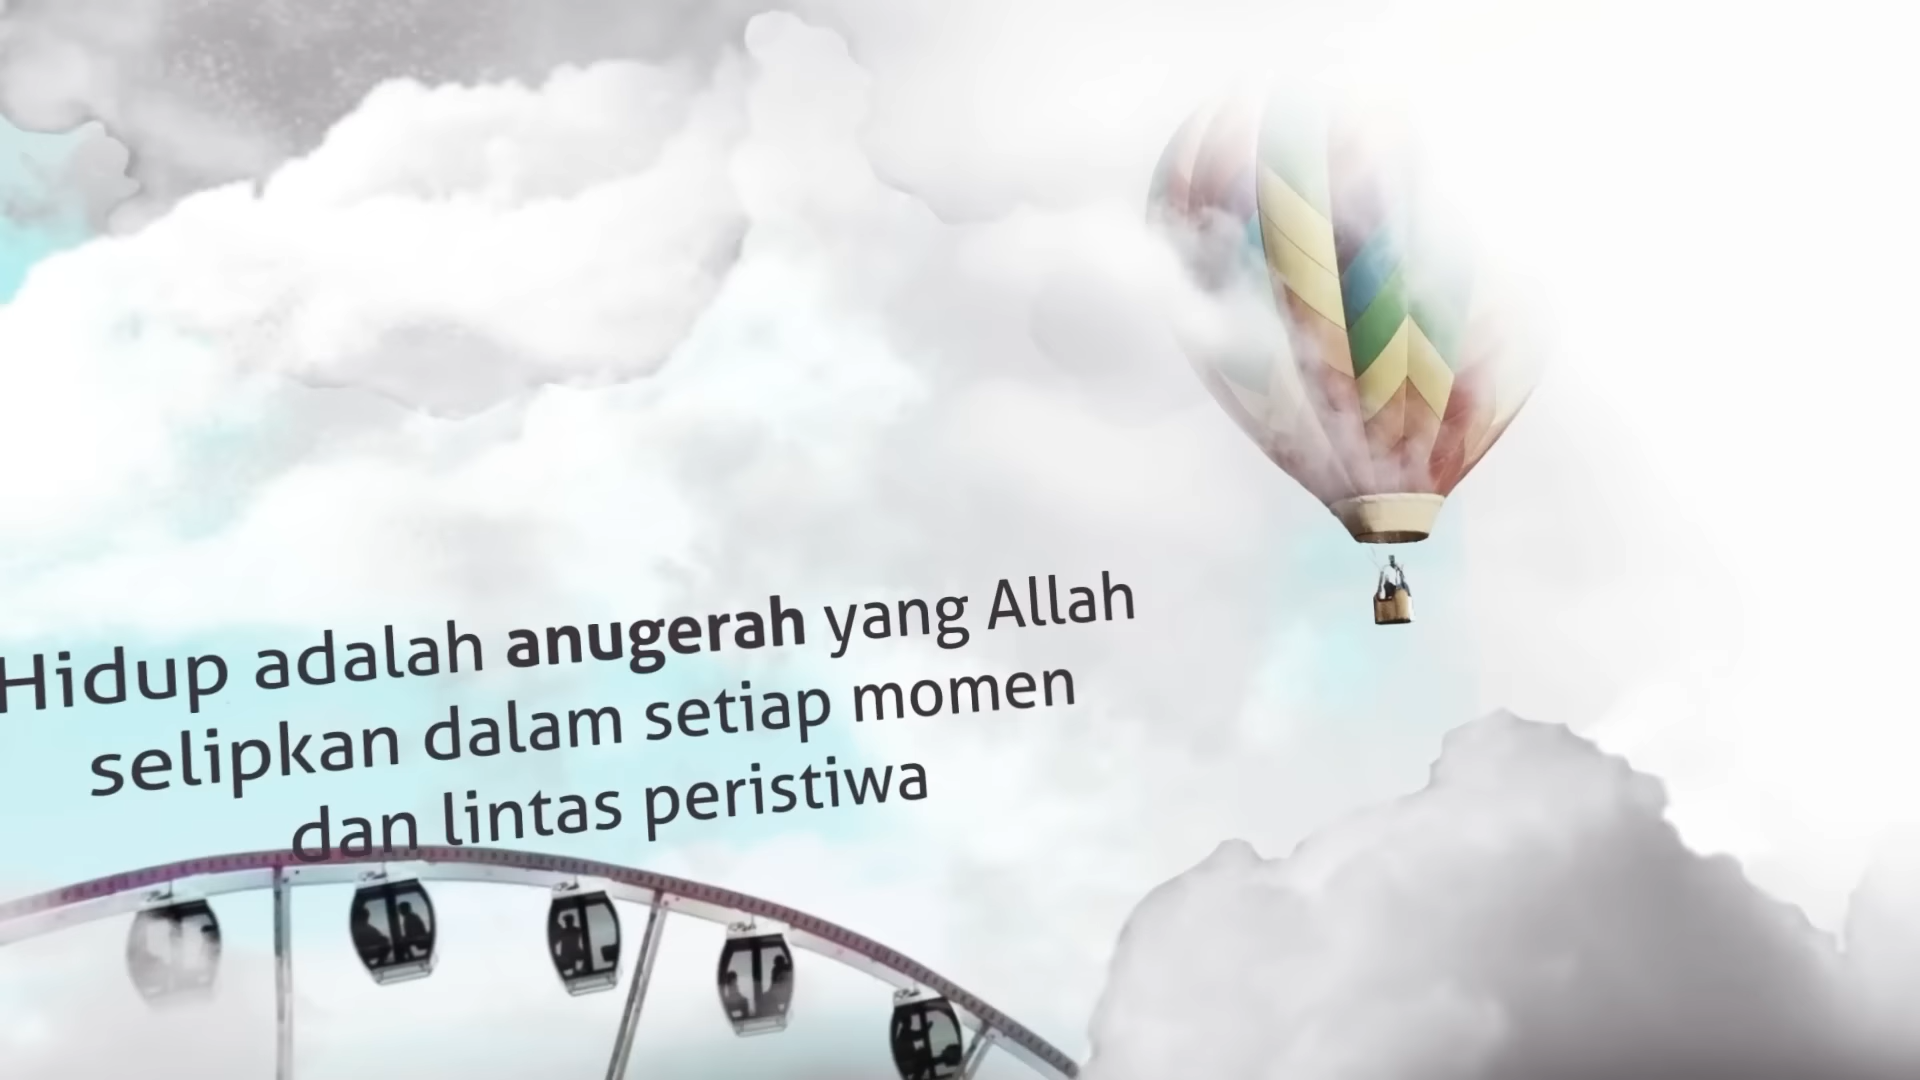 Hidup adalah anugerah yang Allah
selipkan dalam setiap momen
dan lintas peristiwa